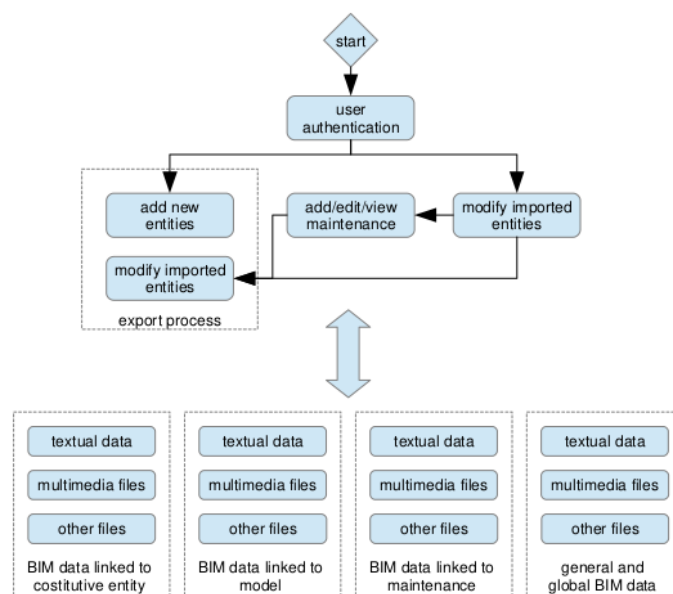 start
user
authentication
add new
entities
add/edit/view
maintenance
modify imported
entities
modify imported
entities
export process
textual data
multimedia files
other files
BIM data linked to
costitutive entity
textual data
multimedia files
other files
BIM data linked to
model
textual data
multimedia files
other files
BIM data linked to
maintenance
textual data
multimedia files
other files
general and
global BIM data